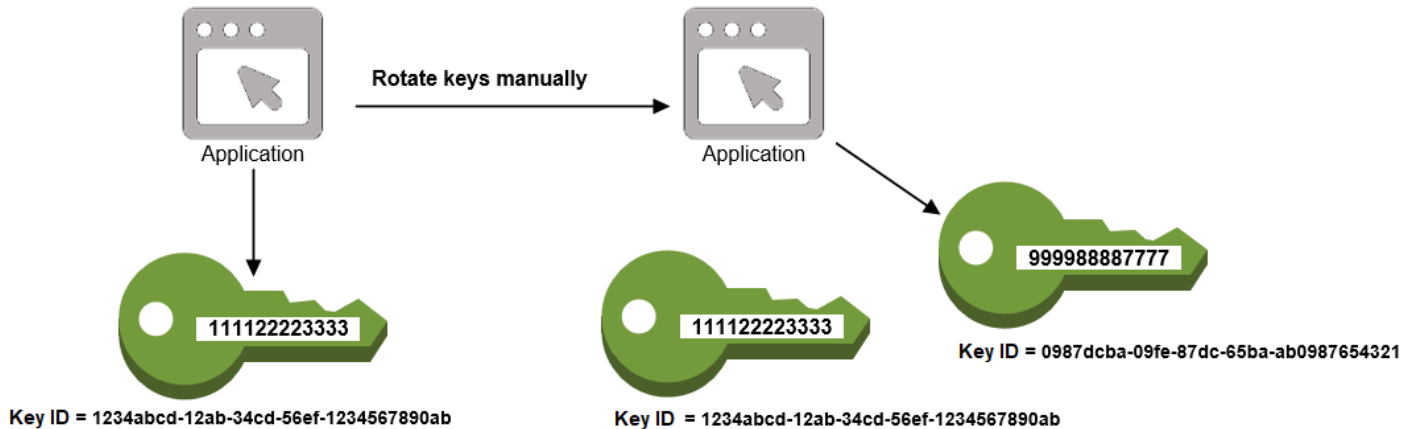 Rotate keys manually
Application
Application
999988887777
111122223333
111122223333
Key ID = 0987dcba-09fe-87dc-65ba-ab0987654321
Key ID = 1234abcd-12ab-34cd-56ef-1234567890ab
Key ID = 1234abcd-12ab-34cd-56ef-1234567890ab